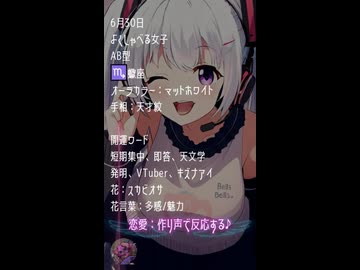 6月30日
よくしゃべる女子
AB型
♏蠍座
オーラカラー：マットホワイト
手相：天才紋
開運ワード
短期集中、即答、天文学
発明、VTuber、キズナアイ
花：スカビオサ
花言葉：多感/魅力
恋愛：作り声で反応する♪
Bells
Bells